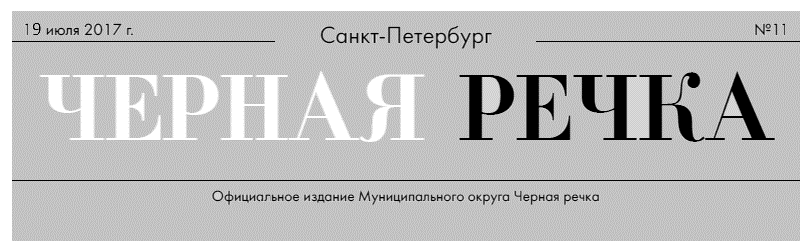 19 июля 2017 г.
Санкт-Петербург
№11
ЧЕРНАЯ РЕЧКА
Официальное издание Муниципального округа Черная речка